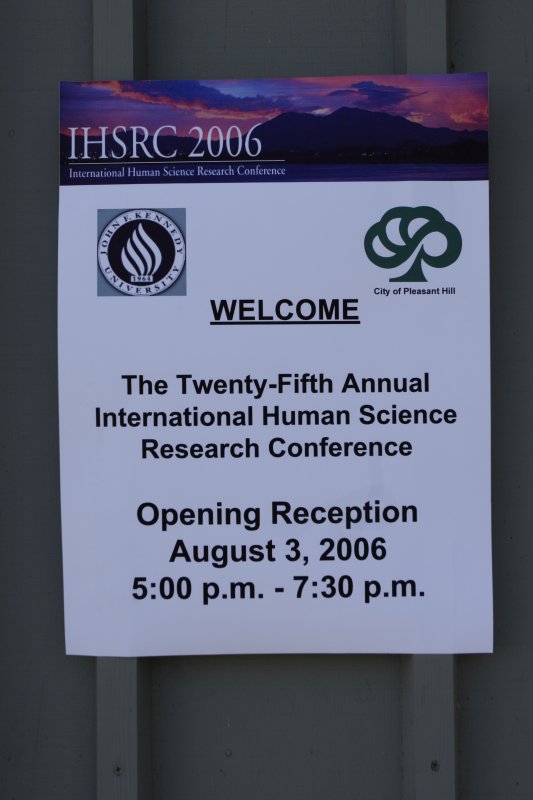 IHSRC 2006
International Human Science Research Conference
JOHN F. KENNEDY
UNIVERSITY
1964
City of Pleasant Hill
WELCOME
The Twenty-Fifth Annual
International Human Science
Research Conference
Opening Reception
August 3, 2006
5:00 p.m. - 7:30 p.m.